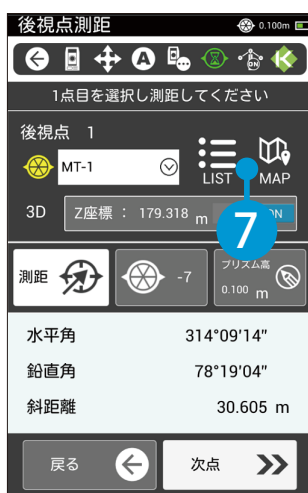 後視点測距 0.100m
A ON
1点目を選択し測距してください
後視点 1
MT-1 LIST MAP
3D Z座標 : 179.318 m ON
7
測距 -7 プリズム高 0.100 m
水平角 314°09'14"
鉛直角 78°19'04"
斜距離 30.605 m
戻る 次点